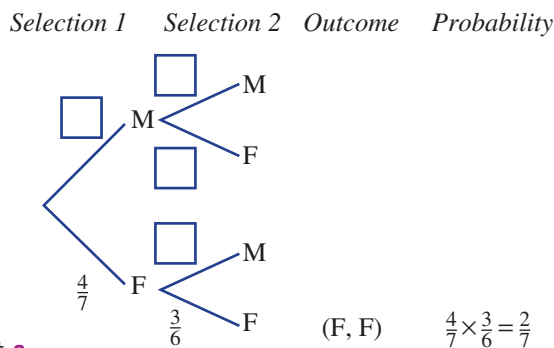 Selection 1 Selection 2 Outcome Probability
M
M
F
M
F
4/7
3/6
F
(F, F) 4/7 × 3/6 = 2/7